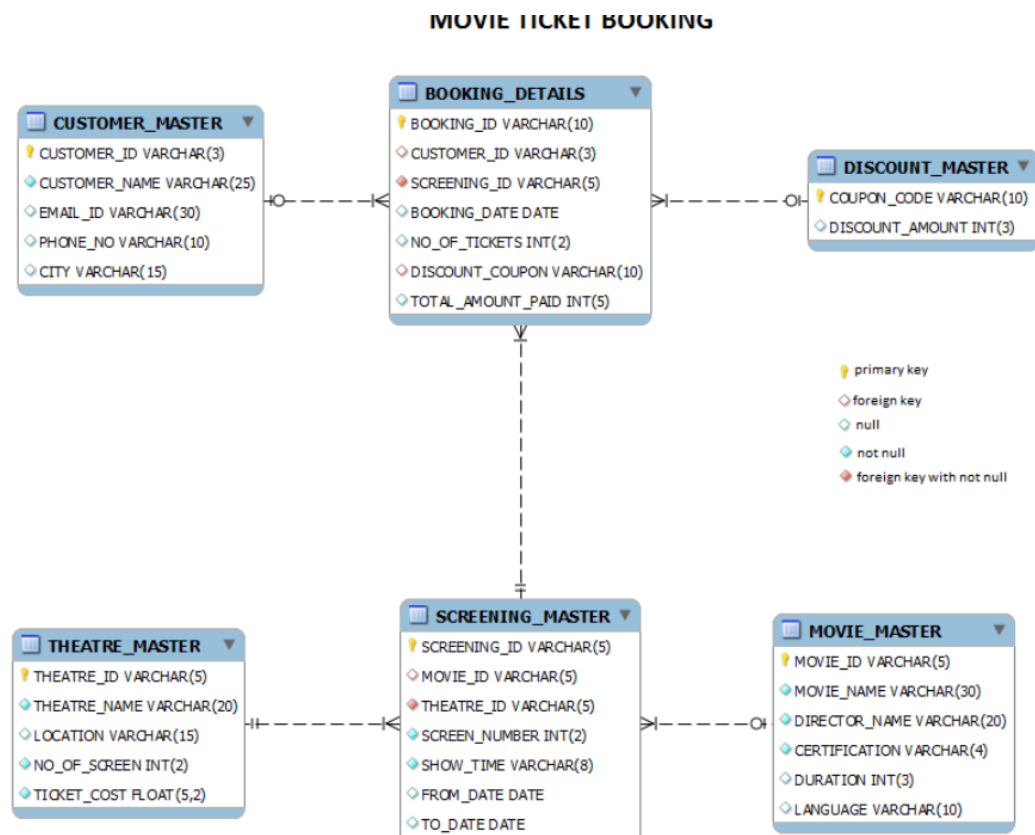 MOVIE TICKET BOOKING
BOOKING_DETAILS
BOOKING_ID VARCHAR(10)
CUSTOMER_ID VARCHAR(3)
SCREENING_ID VARCHAR(5)
BOOKING_DATE DATE
NO_OF_TICKETS INT(2)
DISCOUNT_COUPON VARCHAR(10)
TOTAL_AMOUNT_PAID INT(5)
CUSTOMER_MASTER
CUSTOMER_ID VARCHAR(3)
CUSTOMER_NAME VARCHAR(25)
EMAIL_ID VARCHAR(30)
PHONE_NO VARCHAR(10)
CITY VARCHAR(15)
DISCOUNT_MASTER
COUPON_CODE VARCHAR(10)
DISCOUNT_AMOUNT INT(3)
primary key
foreign key
null
not null
foreign key with not null
THEATRE_MASTER
THEATRE_ID VARCHAR(5)
THEATRE_NAME VARCHAR(20)
LOCATION VARCHAR(15)
NO_OF_SCREEN INT(2)
TICKET_COST FLOAT(5,2)
SCREENING_MASTER
SCREENING_ID VARCHAR(5)
MOVIE_ID VARCHAR(5)
THEATRE_ID VARCHAR(5)
SCREEN_NUMBER INT(2)
SHOW_TIME VARCHAR(8)
FROM_DATE DATE
TO_DATE DATE
MOVIE_MASTER
MOVIE_ID VARCHAR(5)
MOVIE_NAME VARCHAR(30)
DIRECTOR_NAME VARCHAR(20)
CERTIFICATION VARCHAR(4)
DURATION INT(3)
LANGUAGE VARCHAR(10)